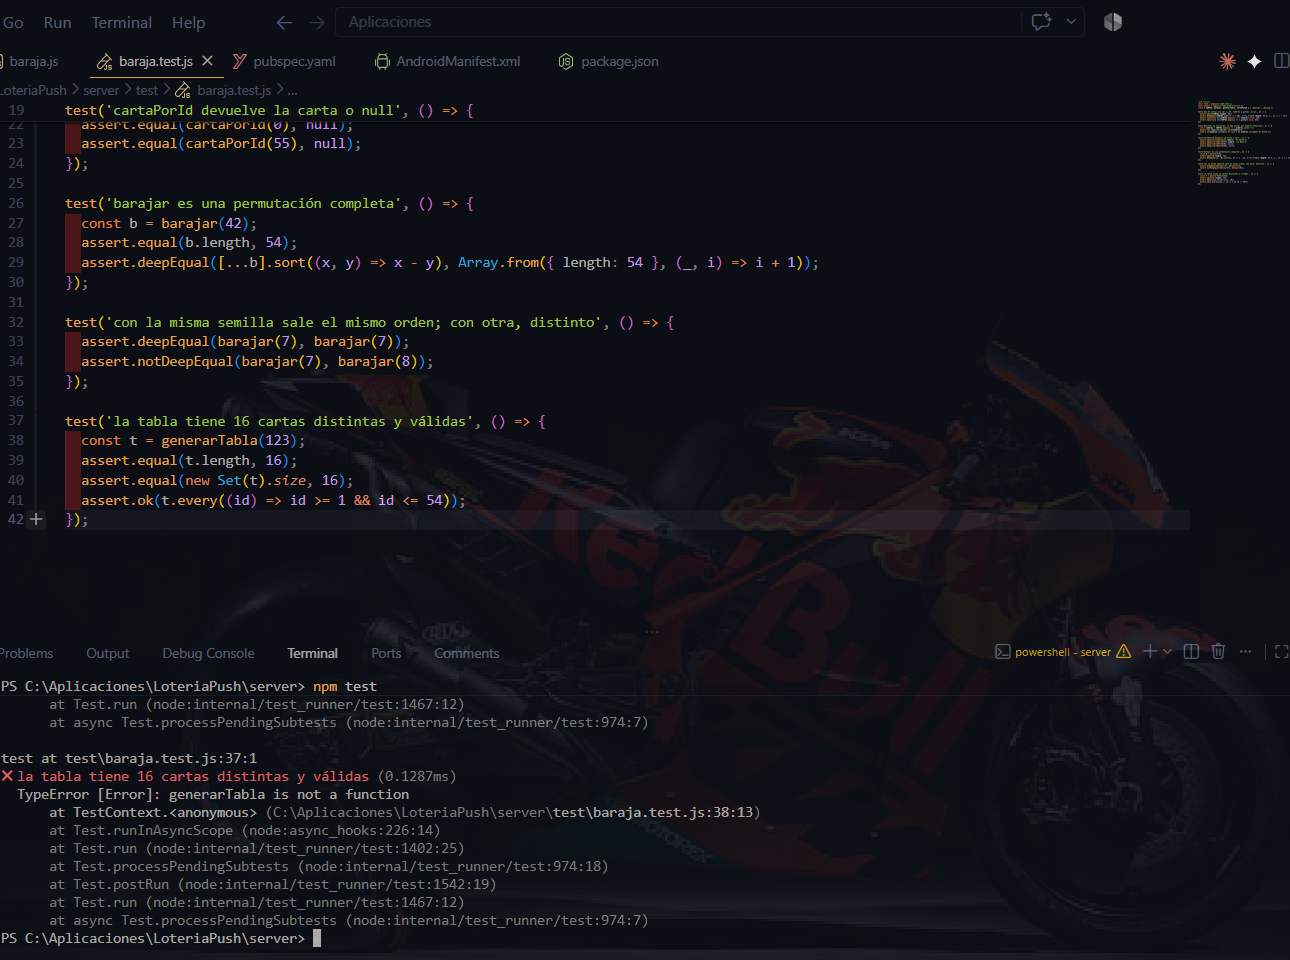 Go Run Terminal Help Aplicaciones
baraja.js baraja.test.js pubspec.yaml AndroidManifest.xml package.json
LoteriaPush > server > test > baraja.test.js > ...
19 test('cartaPorId devuelve la carta o null', () => {
22 assert.equal(cartaPorId(0), null);
23 assert.equal(cartaPorId(55), null);
24 });
25
26 test('barajar es una permutación completa', () => {
27 const b = barajar(42);
28 assert.equal(b.length, 54);
29 assert.deepEqual([...b].sort((x, y) => x - y), Array.from({ length: 54 }, (_, i) => i + 1));
30 });
31
32 test('con la misma semilla sale el mismo orden; con otra, distinto', () => {
33 assert.deepEqual(barajar(7), barajar(7));
34 assert.notDeepEqual(barajar(7), barajar(8));
35 });
36
37 test('la tabla tiene 16 cartas distintas y válidas', () => {
38 const t = generarTabla(123);
39 assert.equal(t.length, 16);
40 assert.equal(new Set(t).size, 16);
41 assert.ok(t.every((id) => id >= 1 && id <= 54));
42 });
Red Bull
KTM
MOTOREX
Problems Output Debug Console Terminal Ports Comments powershell - server
PS C:\Aplicaciones\LoteriaPush\server> npm test
at Test.run (node:internal/test_runner/test:1467:12)
at async Test.processPendingSubtests (node:internal/test_runner/test:974:7)
test at test\baraja.test.js:37:1
la tabla tiene 16 cartas distintas y válidas (0.1287ms)
TypeError [Error]: generarTabla is not a function
at TestContext.<anonymous> (C:\Aplicaciones\LoteriaPush\server\test\baraja.test.js:38:13)
at Test.runInAsyncScope (node:async_hooks:226:14)
at Test.run (node:internal/test_runner/test:1402:25)
at Test.processPendingSubtests (node:internal/test_runner/test:974:18)
at Test.postRun (node:internal/test_runner/test:1542:19)
at Test.run (node:internal/test_runner/test:1467:12)
at async Test.processPendingSubtests (node:internal/test_runner/test:974:7)
PS C:\Aplicaciones\LoteriaPush\server>